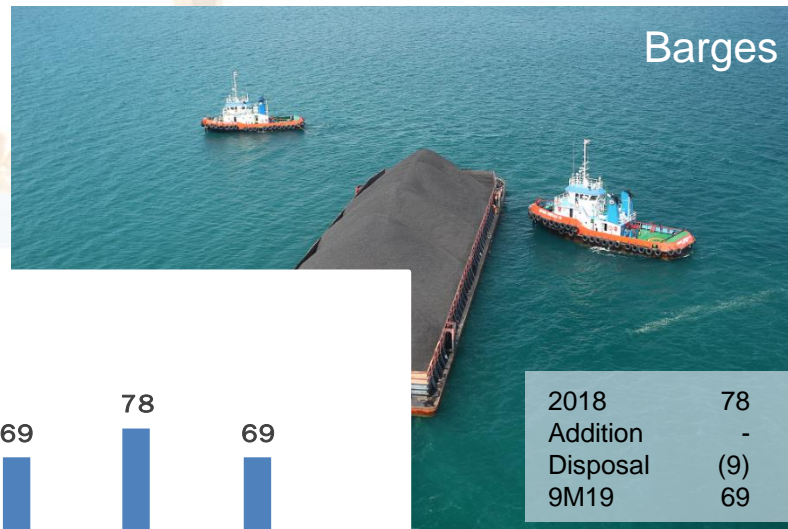 Barges
78
69
69
2018 78
Addition -
Disposal (9)
9M19 69